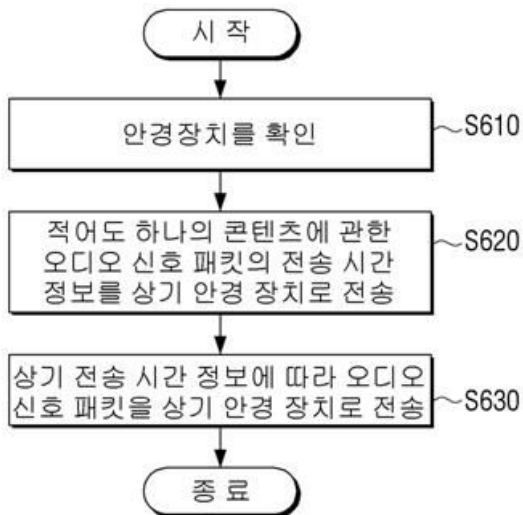 시 작
안경장치를 확인
S610
적어도 하나의 콘텐츠에 관한
오디오 신호 패킷의 전송 시간
정보를 상기 안경 장치로 전송
S620
상기 전송 시간 정보에 따라 오디오
신호 패킷을 상기 안경 장치로 전송
S630
종 료